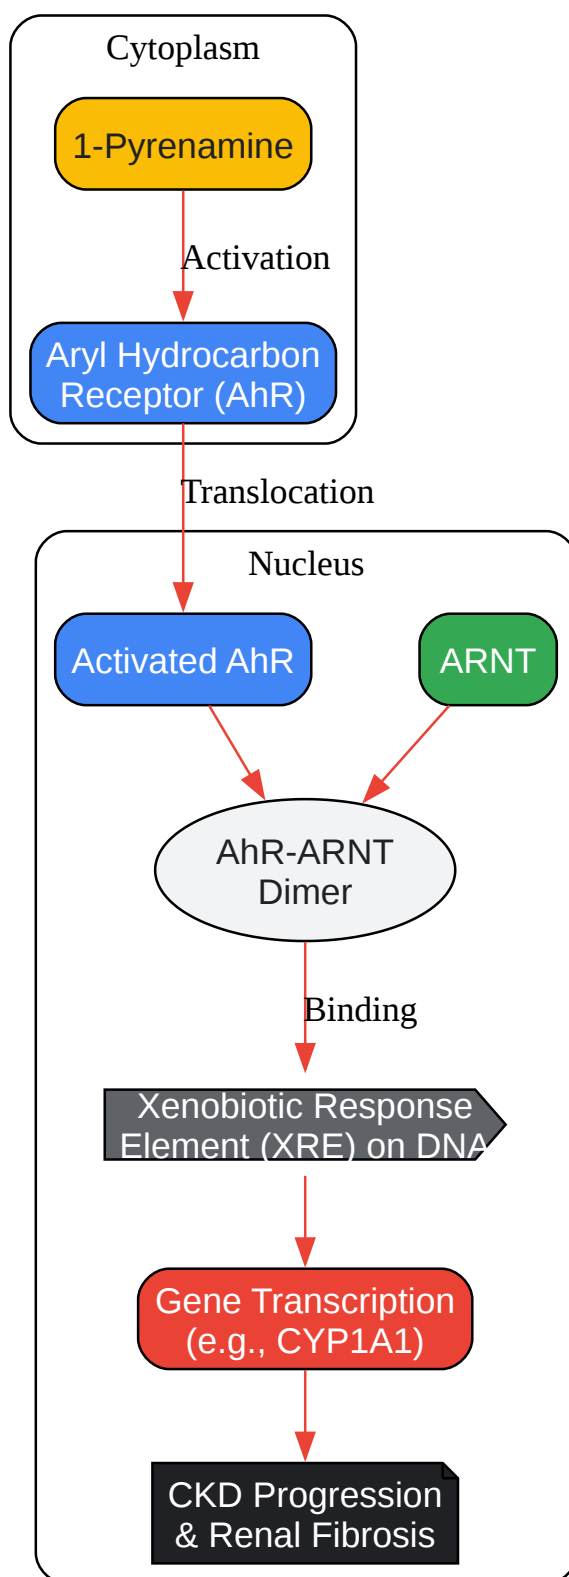 Cytoplasm
1-Pyrenamine
Activation
Aryl Hydrocarbon
Receptor (AhR)
Translocation
Nucleus
Activated AhR
ARNT
AhR-ARNT
Dimer
Binding
Xenobiotic Response
Element (XRE) on DNA
Gene Transcription
(e.g., CYP1A1)
CKD Progression
& Renal Fibrosis